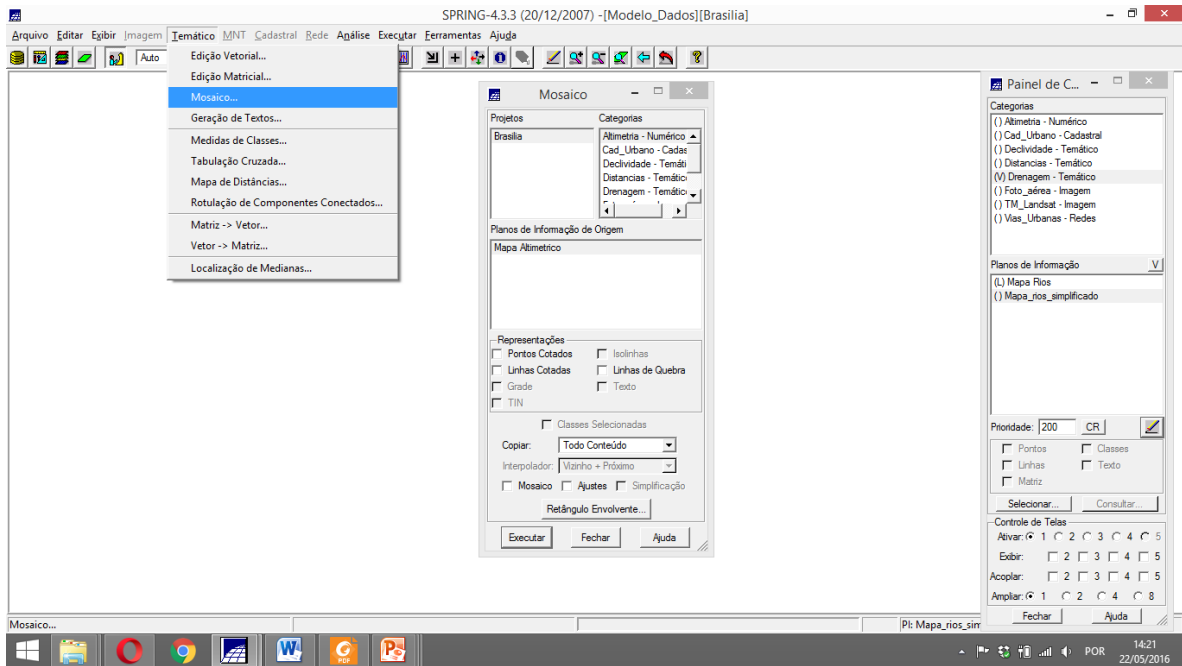 SPRING-4.3.3 (20/12/2007) -[Modelo_Dados][Brasilia]
Arquivo Editar Exibir Imagem Temático MNT Cadastral Rede Análise Executar Ferramentas Ajuda
Auto
Edição Vetorial...
Edição Matricial...
Mosaico...
Geração de Textos...
Medidas de Classes...
Tabulação Cruzada...
Mapa de Distâncias...
Rotulação de Componentes Conectados...
Matriz -> Vetor...
Vetor -> Matriz...
Localização de Medianas...
Mosaico
Projetos Categorias
Brasilia
Altimetria - Numérico
Cad_Urbano - Cadas
Declividade - Temáti
Distancias - Temático
Drenagem - Temático
Planos de Informação de Origem
Mapa Altimetrico
Representações
Pontos Cotados Isolinhas
Linhas Cotadas Linhas de Quebra
Grade Texto
TIN
Classes Selecionadas
Copiar: Todo Conteúdo
Interpolador: Vizinho + Próximo
Mosaico Ajustes Simplificação
Retângulo Envolvente...
Executar Fechar Ajuda
Painel de C...
Categorias
( ) Altimetria - Numérico
( ) Cad_Urbano - Cadastral
( ) Declividade - Temático
( ) Distancias - Temático
(V) Drenagem - Temático
( ) Foto_aérea - Imagem
( ) TM_Landsat - Imagem
( ) Vias_Urbanas - Redes
Planos de Informação V
(L) Mapa Rios
( ) Mapa_rios_simplificado
Prioridade: 200 CR
Pontos Classes
Linhas Texto
Matriz
Selecionar... Consultar...
Controle de Telas
Ativar: 1 2 3 4 5
Exibir: 2 3 4 5
Acoplar: 2 3 4 5
Ampliar: 1 2 4 8
Fechar Ajuda
Mosaico...
PI: Mapa_rios_sim
POR
14:21
22/05/2016